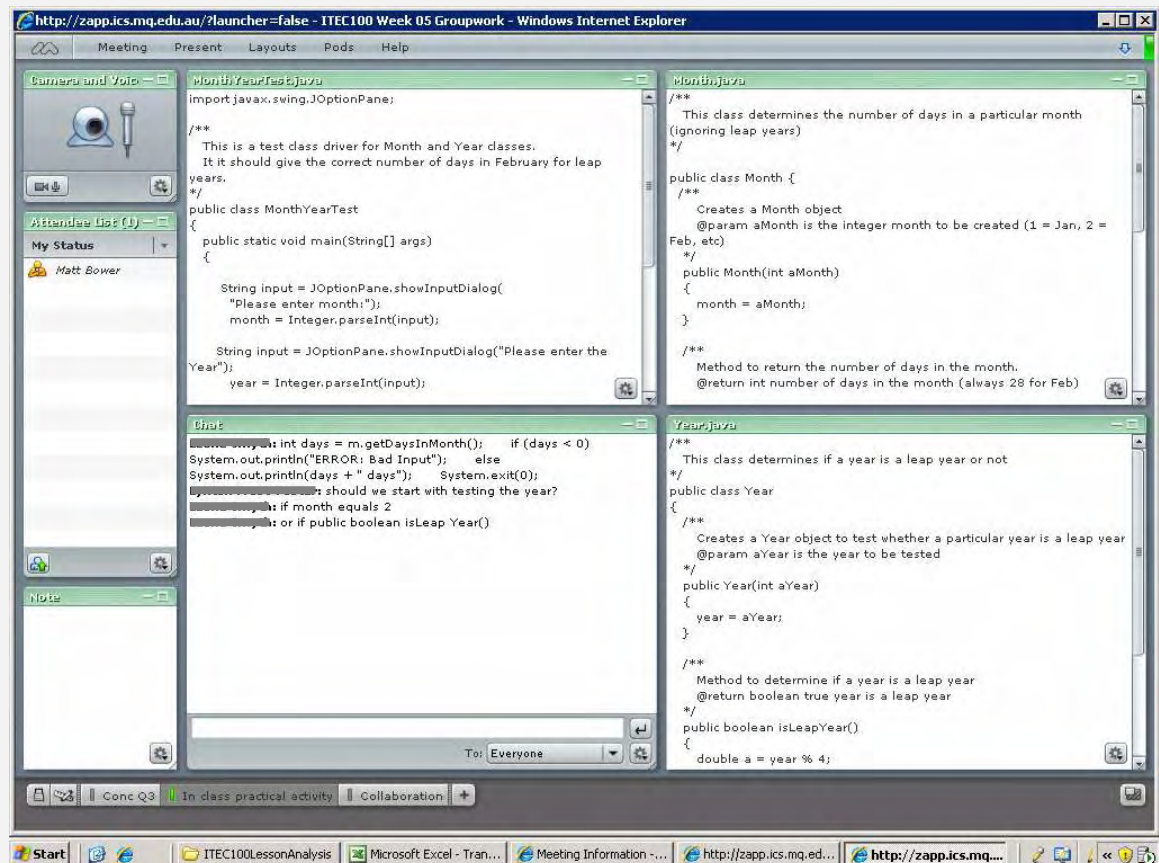 http://zapp.ics.mq.edu.au/?launcher=false - ITEC100 Week 05 Groupwork - Windows Internet Explorer
Meeting Present Layouts Pods Help
Camera and Voic
Attendee List (1)
My Status
Matt Bower
Note
MonthYearTest.java
import javax.swing.JOptionPane;
/**
This is a test class driver for Month and Year classes.
It it should give the correct number of days in February for leap
years.
*/
public class MonthYearTest
{
public static void main(String[] args)
{
String input = JOptionPane.showInputDialog(
"Please enter month:");
month = Integer.parseInt(input);
String input = JOptionPane.showInputDialog("Please enter the
Year");
year = Integer.parseInt(input);
Month.java
/**
This class determines the number of days in a particular month
(ignoring leap years)
*/
public class Month {
/**
Creates a Month object
@param aMonth is the integer month to be created (1 = Jan, 2 =
Feb, etc)
*/
public Month(int aMonth)
{
month = aMonth;
}
/**
Method to return the number of days in the month.
@return int number of days in the month (always 28 for Feb)
Chat
: int days = m.getDaysInMonth(); if (days < 0)
System.out.println("ERROR: Bad Input"); else
System.out.println(days + " days"); System.exit(0);
: should we start with testing the year?
: if month equals 2
: or if public boolean isLeap Year()
To: Everyone
Year.java
/**
This class determines if a year is a leap year or not
*/
public class Year
{
/**
Creates a Year object to test whether a particular year is a leap year
@param aYear is the year to be tested
*/
public Year(int aYear)
{
year = aYear;
}
/**
Method to determine if a year is a leap year
@return boolean true year is a leap year
*/
public boolean isLeapYear()
{
double a = year % 4;
Conc Q3 In class practical activity Collaboration +
Start ITEC100LessonAnalysis Microsoft Excel - Tran... Meeting Information -... http://zapp.ics.mq.ed... http://zapp.ics.mq....